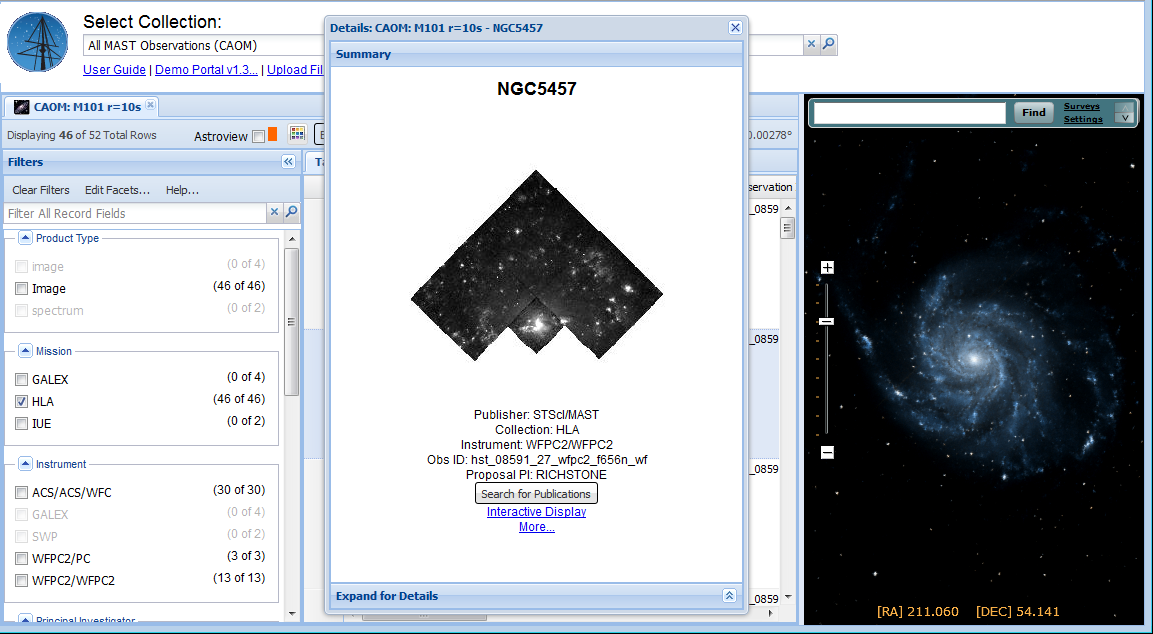 Select Collection:
All MAST Observations (CAOM)
User Guide | Demo Portal v1.3... | Upload Fil
CAOM: M101 r=10s
Displaying 46 of 52 Total Rows
Astroview
Filters
Clear Filters Edit Facets... Help...
Filter All Record Fields
Product Type
image (0 of 4)
Image (46 of 46)
spectrum (0 of 2)
Mission
GALEX (0 of 4)
HLA (46 of 46)
IUE (0 of 2)
Instrument
ACS/ACS/WFC (30 of 30)
GALEX (0 of 4)
SWP (0 of 2)
WFPC2/PC (3 of 3)
WFPC2/WFPC2 (13 of 13)
Principal Investigator
Details: CAOM: M101 r=10s - NGC5457
Summary
NGC5457
Publisher: STScI/MAST
Collection: HLA
Instrument: WFPC2/WFPC2
Obs ID: hst_08591_27_wfpc2_f656n_wf
Proposal PI: RICHSTONE
Search for Publications
Interactive Display
More...
Expand for Details
0.00278°
servation
_0859
_0859
_0859
_0859
Find
Surveys
Settings
[RA] 211.060 [DEC] 54.141